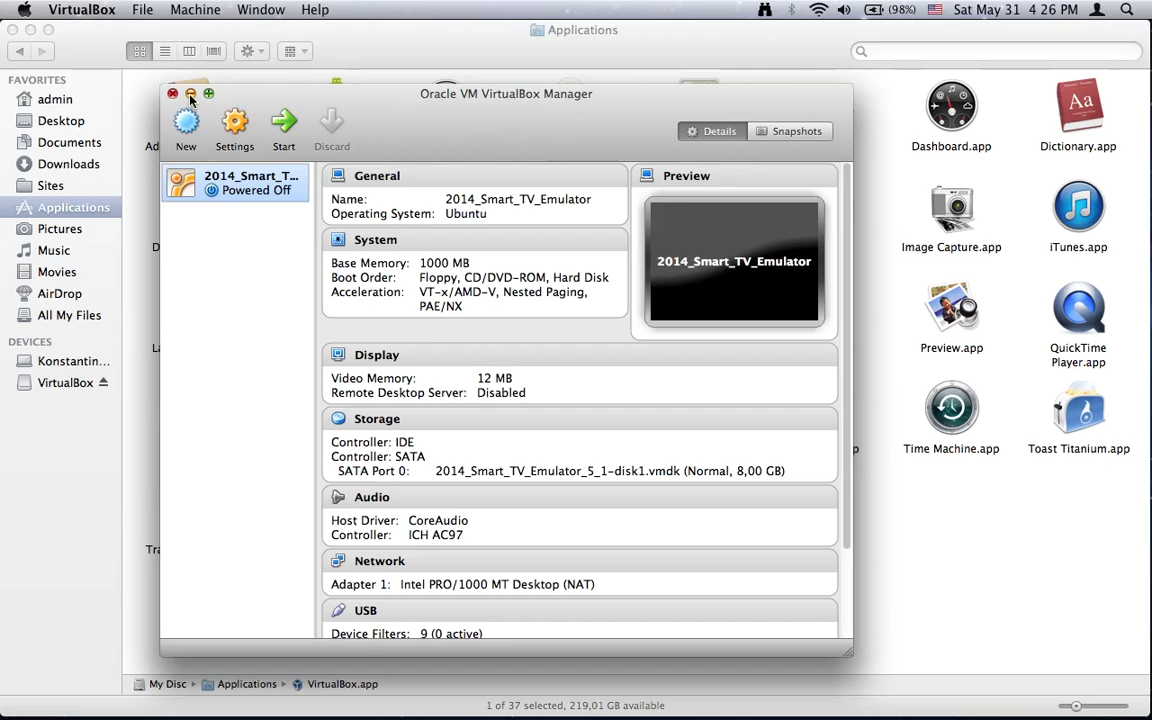 VirtualBox File Machine Window Help (98%) Sat May 31 4:26 PM
Applications
FAVORITES
admin
Desktop
Documents
Downloads
Sites
Applications
Pictures
Music
Movies
AirDrop
All My Files
DEVICES
Konstantin...
VirtualBox
Oracle VM VirtualBox Manager
New Settings Start Discard
Details Snapshots
2014_Smart_T...
Powered Off
General
Name: 2014_Smart_TV_Emulator
Operating System: Ubuntu
System
Base Memory: 1000 MB
Boot Order: Floppy, CD/DVD-ROM, Hard Disk
Acceleration: VT-x/AMD-V, Nested Paging,
PAE/NX
Preview
2014_Smart_TV_Emulator
Display
Video Memory: 12 MB
Remote Desktop Server: Disabled
Storage
Controller: IDE
Controller: SATA
SATA Port 0: 2014_Smart_TV_Emulator_5_1-disk1.vmdk (Normal, 8,00 GB)
Audio
Host Driver: CoreAudio
Controller: ICH AC97
Network
Adapter 1: Intel PRO/1000 MT Desktop (NAT)
USB
Device Filters: 9 (0 active)
Aa
Dashboard.app Dictionary.app
Image Capture.app iTunes.app
Preview.app QuickTime
Player.app
Time Machine.app Toast Titanium.app
My Disc Applications VirtualBox.app
1 of 37 selected, 219,01 GB available